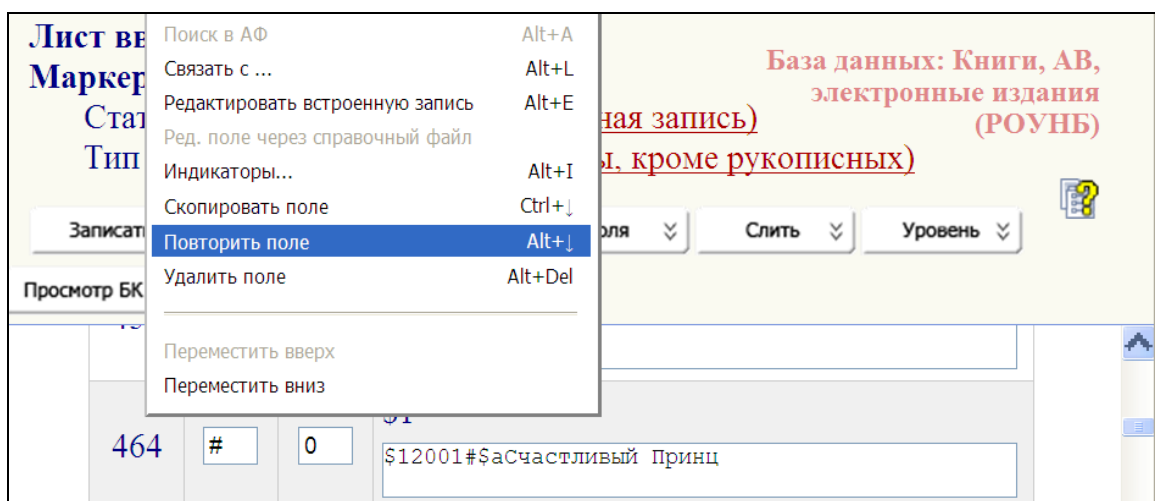 Лист вв
Маркер
Стат
Тип
Поиск в АФ Alt+A
Связать с ... Alt+L
Редактировать встроенную запись Alt+E
Ред. поле через справочный файл
Индикаторы... Alt+I
Скопировать поле Ctrl+↓
Повторить поле Alt+↓
Удалить поле Alt+Del
Переместить вверх
Переместить вниз
База данных: Книги, АВ,
электронные издания
(РОУНБ)
ная запись)
ы, кроме рукописных)
Записат
оля
Слить
Уровень
Просмотр БК
464 # 0
$12001#$aСчастливый Принц